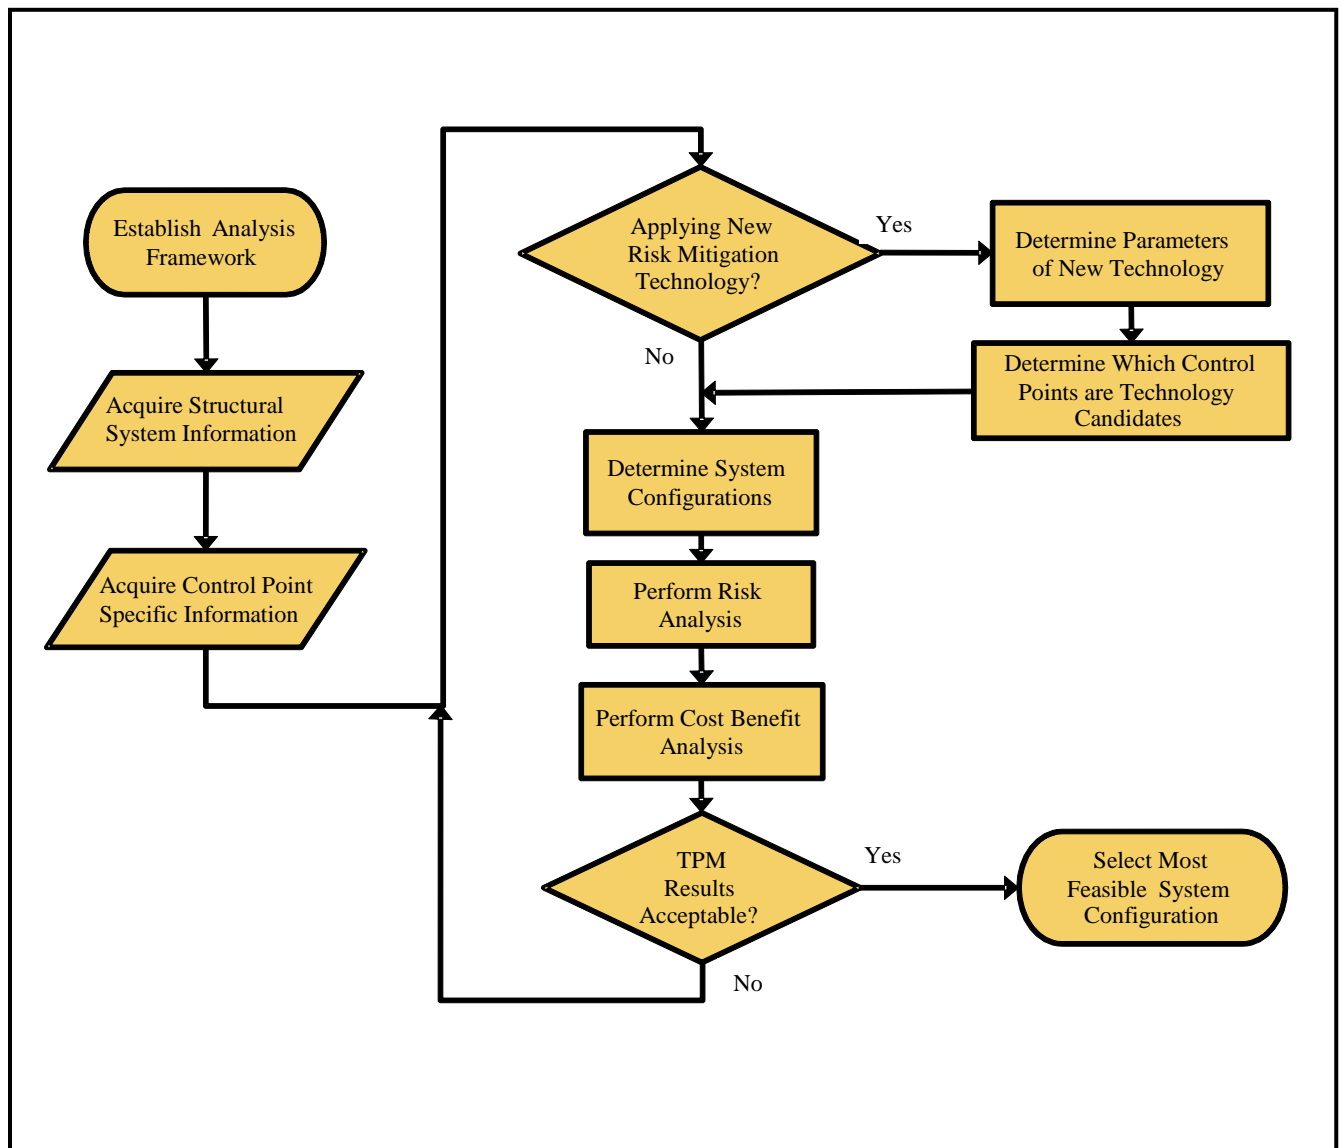 Establish Analysis
Framework
Acquire Structural
System Information
Acquire Control Point
Specific Information
Applying New
Risk Mitigation
Technology?
Yes
No
Determine Parameters
of New Technology
Determine Which Control
Points are Technology
Candidates
Determine System
Configurations
Perform Risk
Analysis
Perform Cost Benefit
Analysis
TPM
Results
Acceptable?
Yes
No
Select Most
Feasible System
Configuration